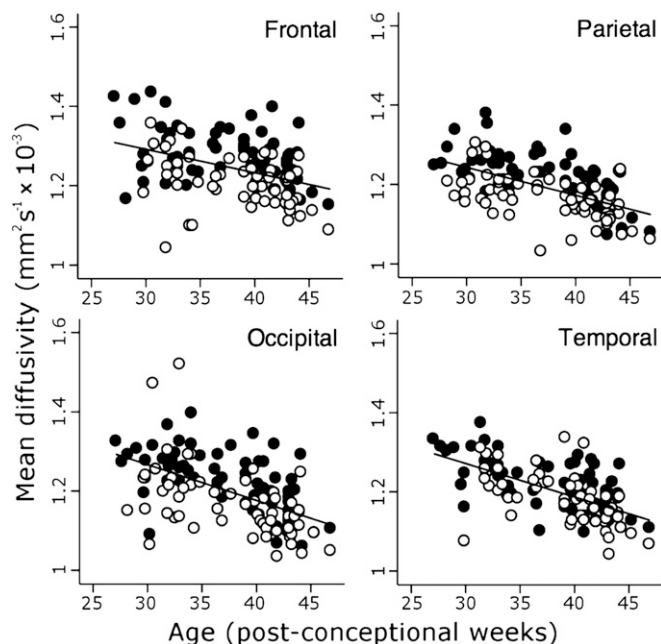 Frontal
Parietal
1.6
1.4
1.2
1
25 30 35 40 45
25 30 35 40 45
Occipital
Temporal
1.6
1.4
1.2
1
25 30 35 40 45
25 30 35 40 45
Mean diffusivity (mm²s⁻¹ × 10⁻³)
Age (post-conceptional weeks)
1.6
1.4
1.2
1
1.6
1.4
1.2
1